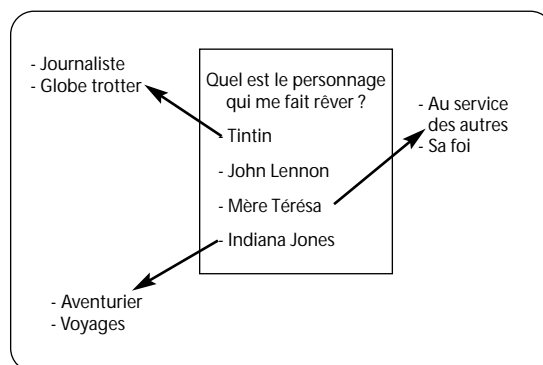 - Journaliste
- Globe trotter
Quel est le personnage
qui me fait rêver ?
- Tintin
- John Lennon
- Mère Térésa
- Indiana Jones
- Au service
des autres
- Sa foi
- Aventurier
- Voyages